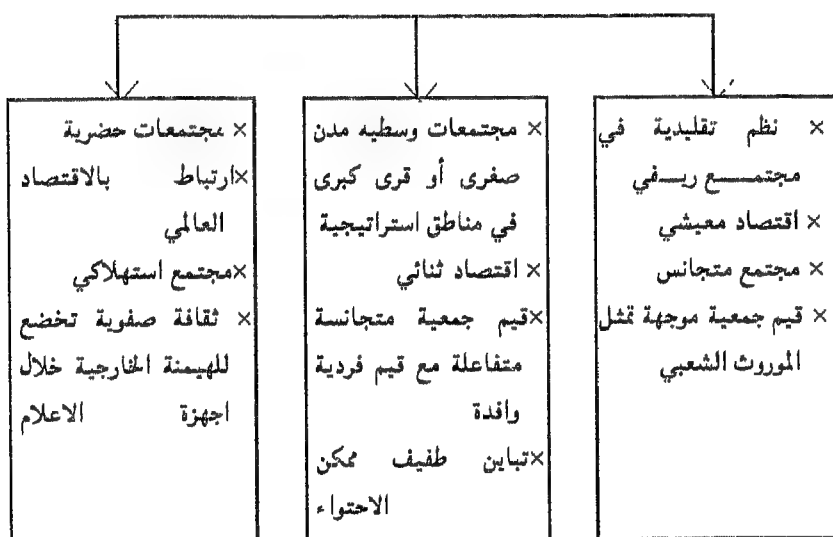 × نظم تقليدية في
مجتمـــــع ريـــفي
× اقتصاد معيشي
× مجتمع متجانس
× قيم جمعية موجهة تمثل
الموروث الشعبي
× مجتمعات وسطيه مدن
صغرى أو قرى كبرى
في مناطق استراتيجية
× اقتصاد ثنائي
×قيم جمعية متجانسة
متفاعلة مع قيم فردية
وافدة
×تباين طفيف ممكن
الاحتواء
× مجتمعات حضرية
×ارتباط بالاقتصاد
العالمي
×مجتمع استهلاكي
× ثقافة صفوية تخضع
للهيمنة الخارجية خلال
اجهزة الاعلام